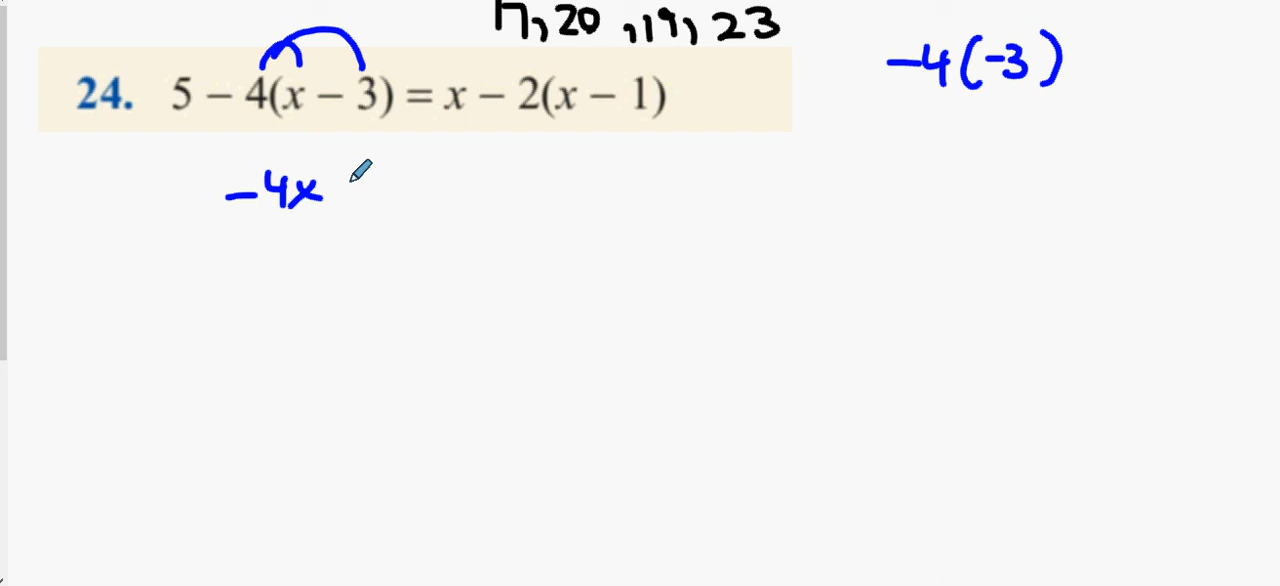 17, 20, 19, 23
-4(-3)
24. 5 − 4(x − 3) = x − 2(x − 1)
-4x